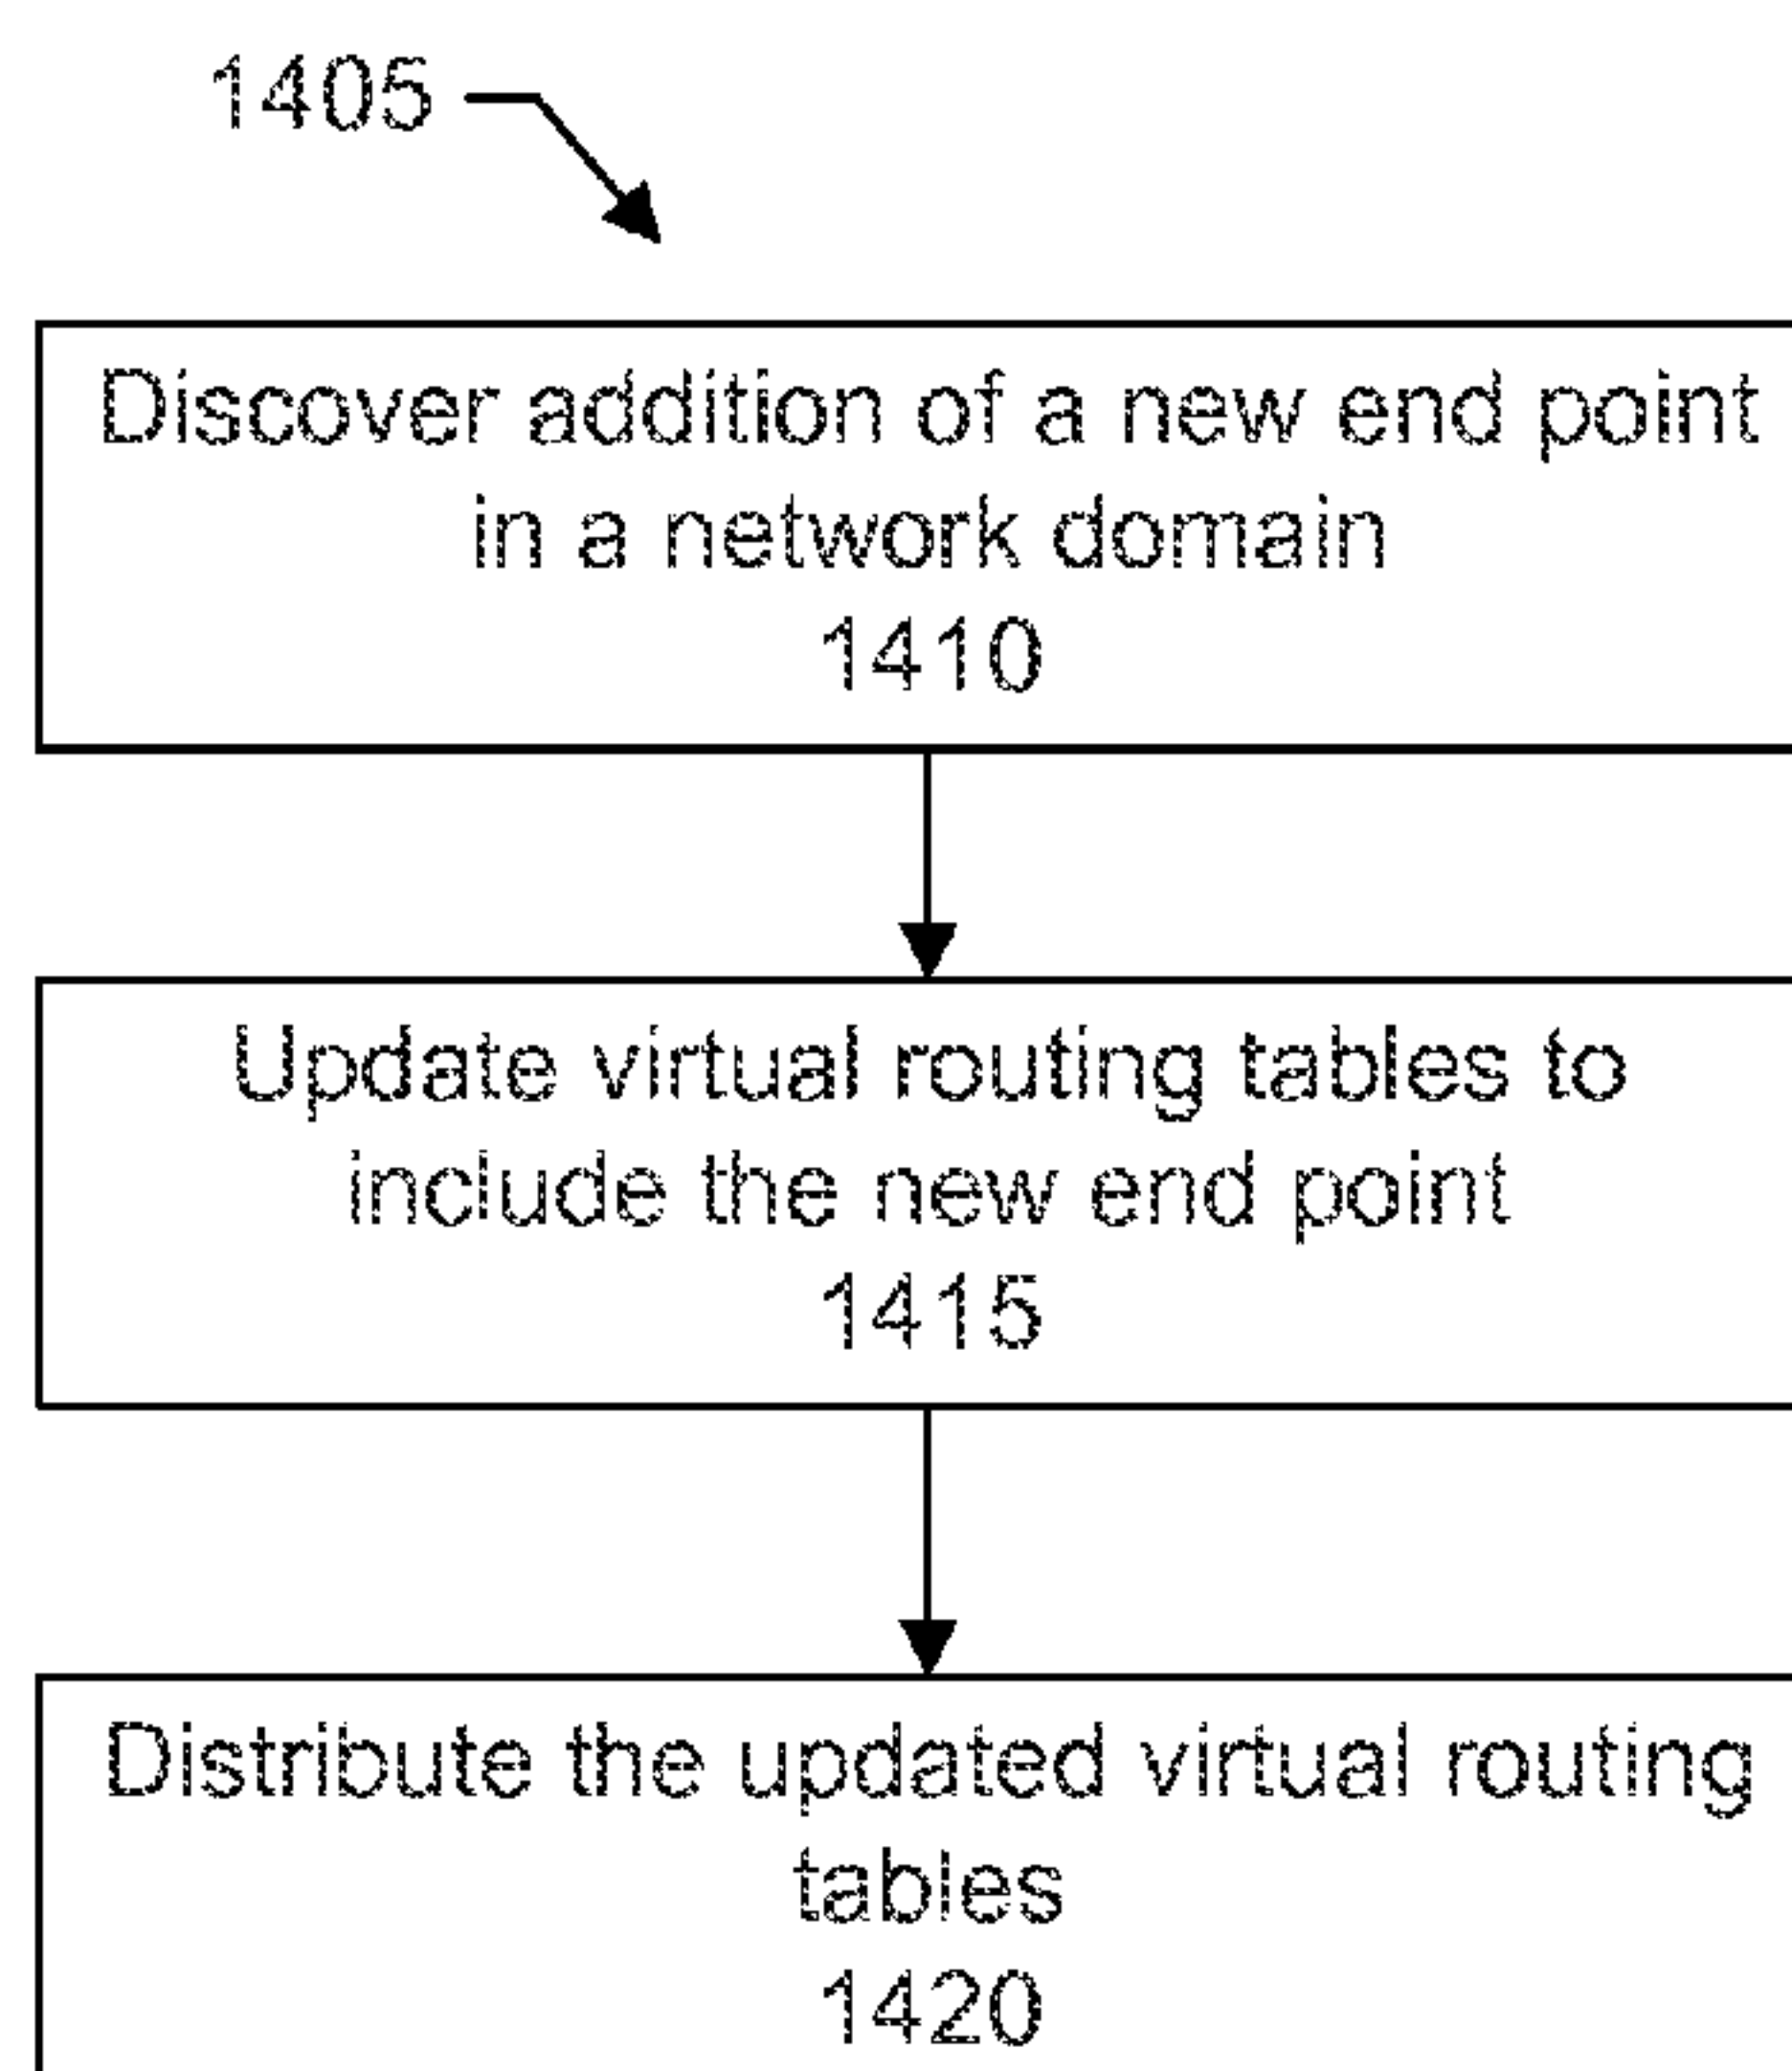 1405
Discover addition of a new end point
in a network domain
1410
Update virtual routing tables to
include the new end point
1415
Distribute the updated virtual routing
tables
1420